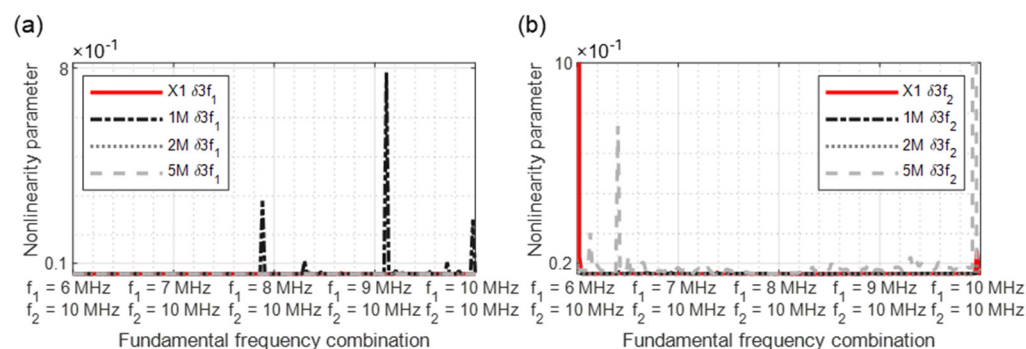 (a)
×10⁻¹
8
0.1
Nonlinearity parameter
X1 δ3f₁
1M δ3f₁
2M δ3f₁
5M δ3f₁
f₁ = 6 MHz f₁ = 7 MHz f₁ = 8 MHz f₁ = 9 MHz f₁ = 10 MHz
f₂ = 10 MHz f₂ = 10 MHz f₂ = 10 MHz f₂ = 10 MHz f₂ = 10 MHz
Fundamental frequency combination
(b)
×10⁻¹
10
0.2
Nonlinearity parameter
X1 δ3f₂
1M δ3f₂
2M δ3f₂
5M δ3f₂
f₁ = 6 MHz f₁ = 7 MHz f₁ = 8 MHz f₁ = 9 MHz f₁ = 10 MHz
f₂ = 10 MHz f₂ = 10 MHz f₂ = 10 MHz f₂ = 10 MHz f₂ = 10 MHz
Fundamental frequency combination